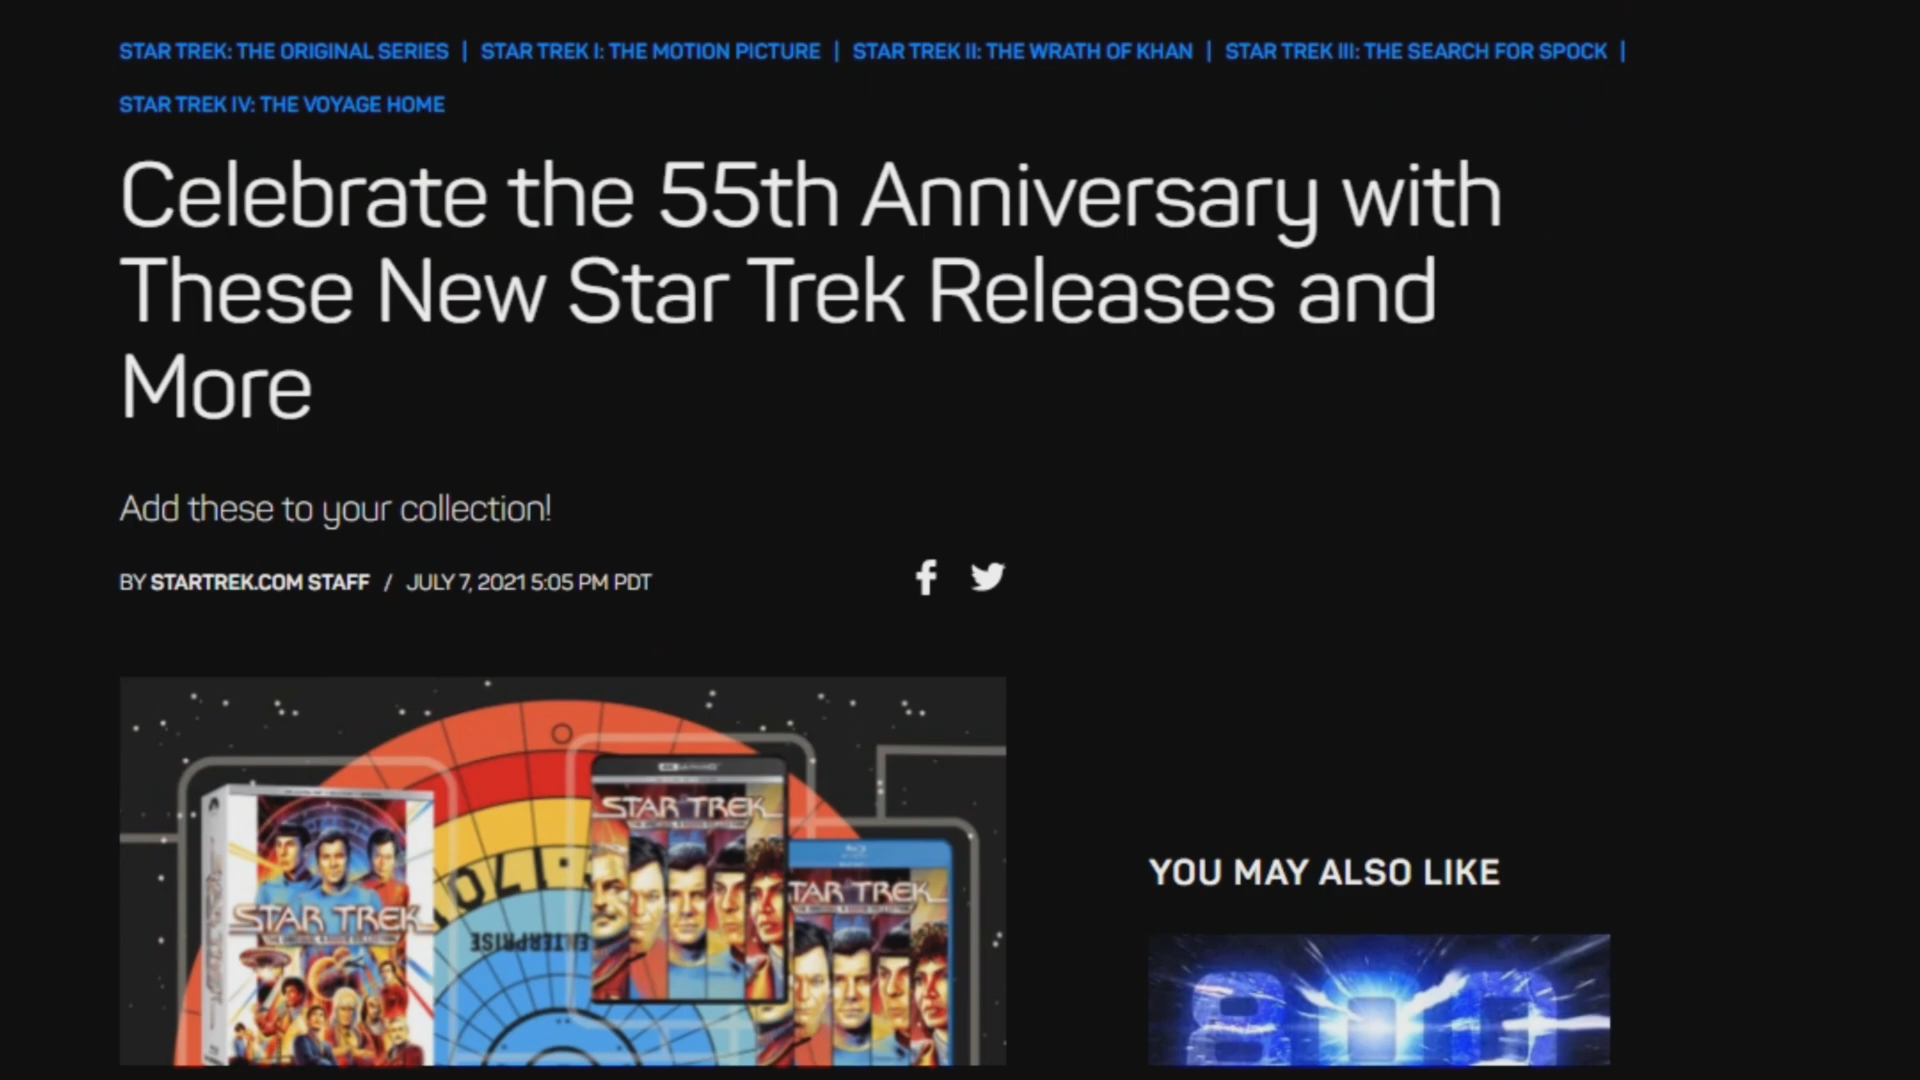 STAR TREK: THE ORIGINAL SERIES | STAR TREK I: THE MOTION PICTURE | STAR TREK II: THE WRATH OF KHAN | STAR TREK III: THE SEARCH FOR SPOCK |
STAR TREK IV: THE VOYAGE HOME
Celebrate the 55th Anniversary with
These New Star Trek Releases and
More
Add these to your collection!
BY STARTREK.COM STAFF / JULY 7, 2021 5:05 PM PDT
STAR TREK
STAR TREK
STAR TREK
ENTERPRISE
YOU MAY ALSO LIKE